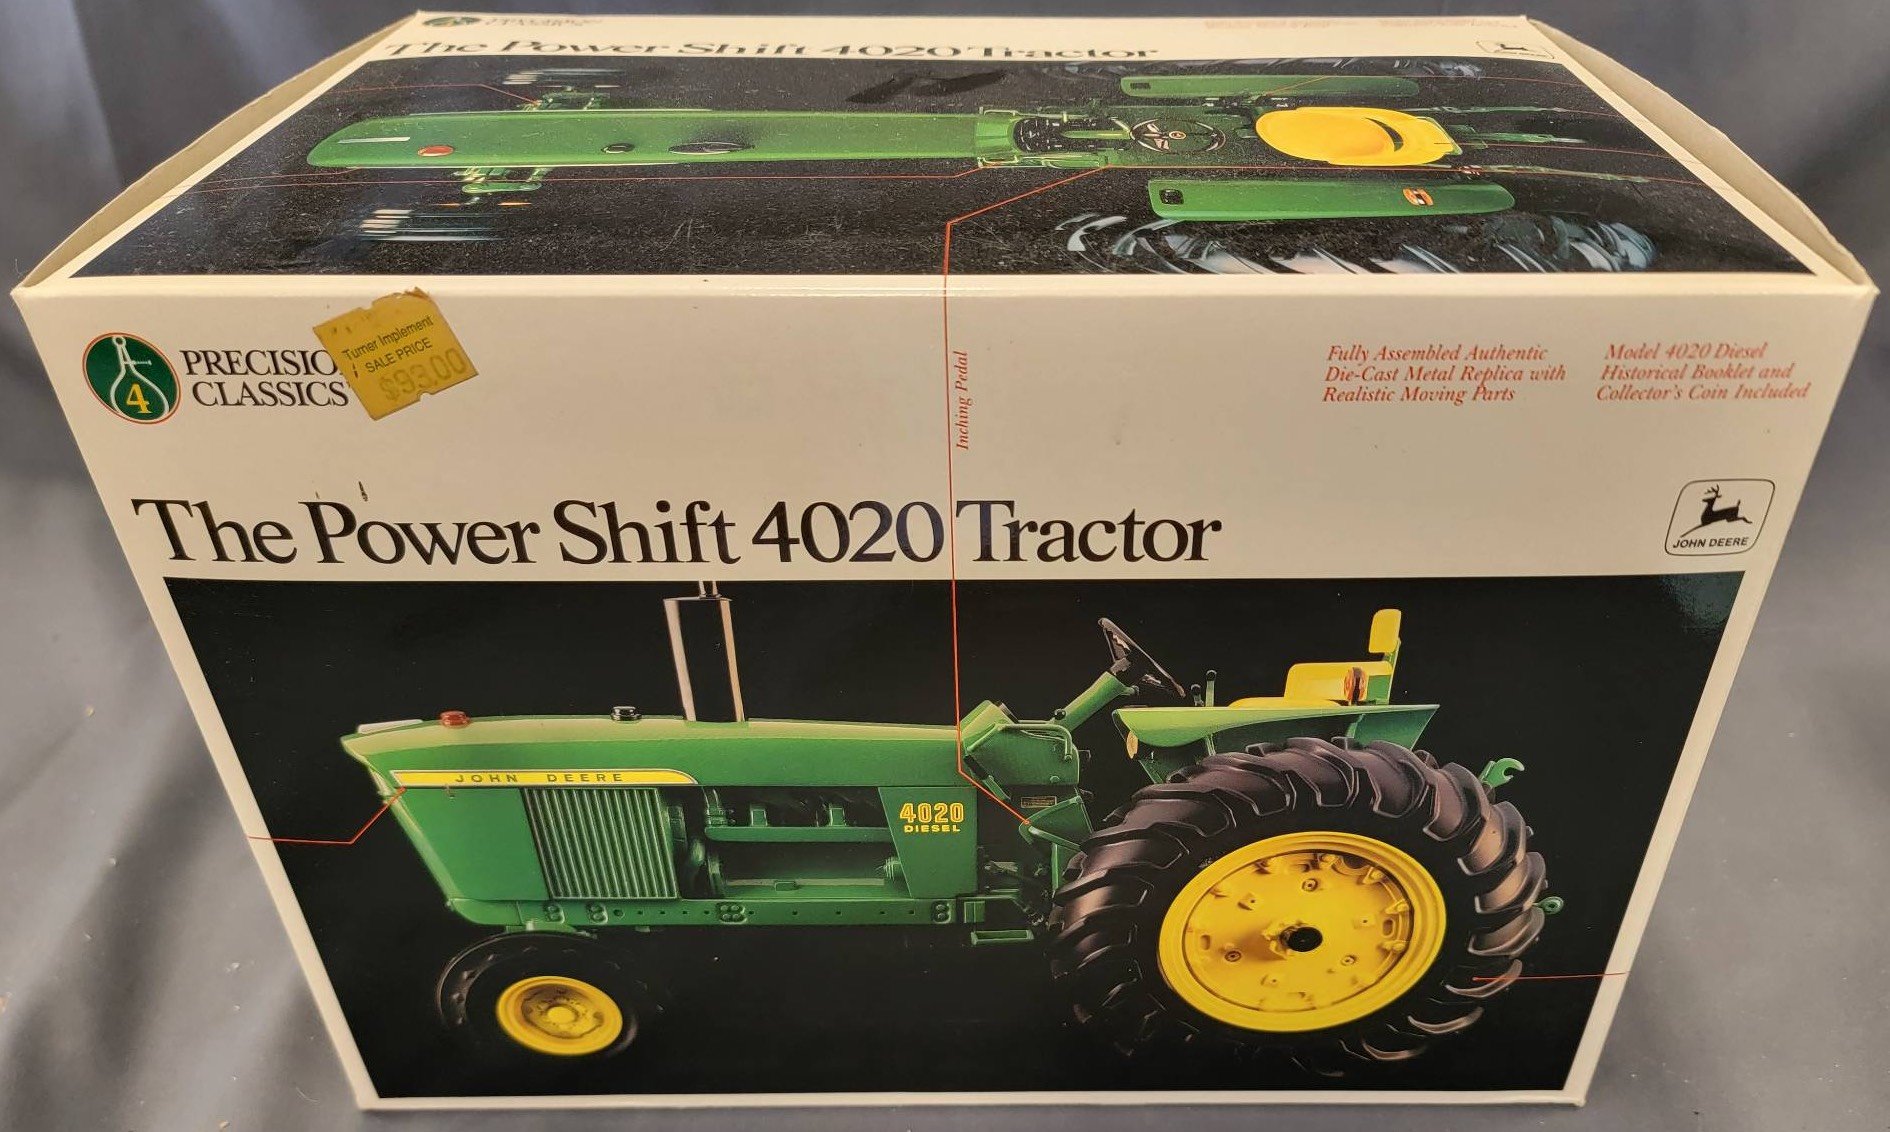 The Power Shift 4020 Tractor
4
PRECISIO
CLASSICS
Turner Implement
SALE PRICE
$93.00
Inching Pedal
Fully Assembled Authentic
Die-Cast Metal Replica with
Realistic Moving Parts
Model 4020 Diesel
Historical Booklet and
Collector's Coin Included
The Power Shift 4020 Tractor
JOHN DEERE
JOHN DEERE
4020
DIESEL